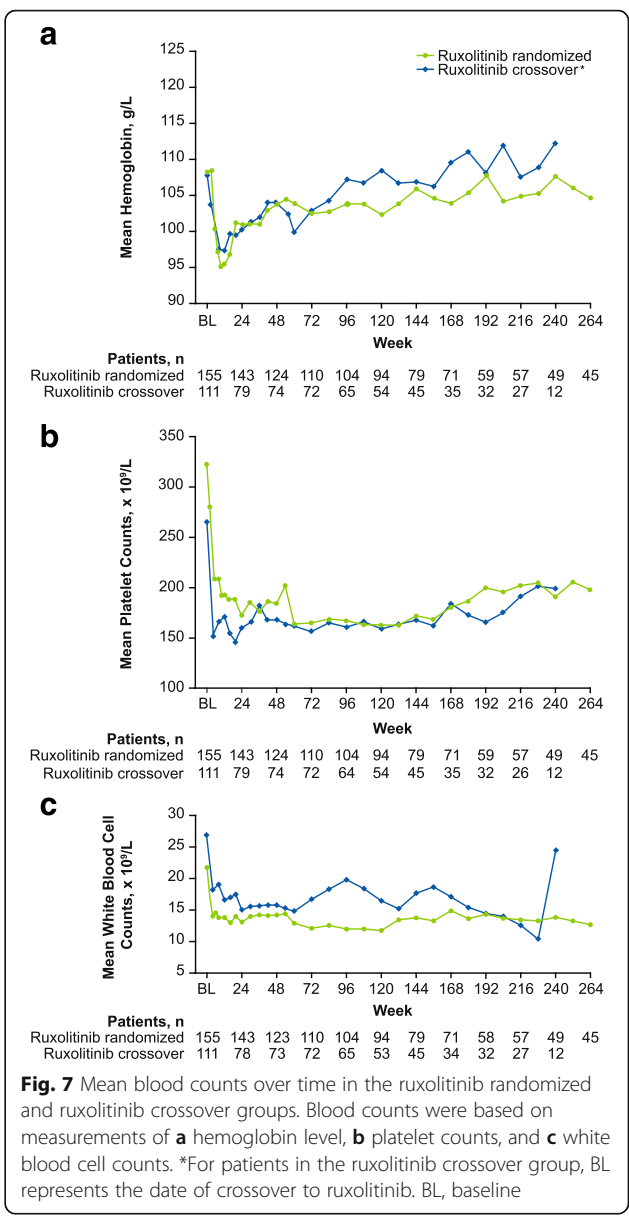 a
125
120
115
110
105
100
95
90
Mean Hemoglobin, g/L
Ruxolitinib randomized
Ruxolitinib crossover*
BL 24 48 72 96 120 144 168 192 216 240 264
Week
Patients, n
Ruxolitinib randomized 155 143 124 110 104 94 79 71 59 57 49 45
Ruxolitinib crossover 111 79 74 72 65 54 45 35 32 27 12
b
350
300
250
200
150
100
Mean Platelet Counts, x 10⁹/L
BL 24 48 72 96 120 144 168 192 216 240 264
Week
Patients, n
Ruxolitinib randomized 155 143 124 110 104 94 79 71 59 57 49 45
Ruxolitinib crossover 111 79 74 72 64 54 45 35 32 26 12
c
30
25
20
15
10
5
Mean White Blood Cell
Counts, x 10⁹/L
BL 24 48 72 96 120 144 168 192 216 240 264
Week
Patients, n
Ruxolitinib randomized 155 143 123 110 104 94 79 71 58 57 49 45
Ruxolitinib crossover 111 78 73 72 65 53 45 34 32 27 12
Fig. 7 Mean blood counts over time in the ruxolitinib randomized
and ruxolitinib crossover groups. Blood counts were based on
measurements of a hemoglobin level, b platelet counts, and c white
blood cell counts. *For patients in the ruxolitinib crossover group, BL
represents the date of crossover to ruxolitinib. BL, baseline